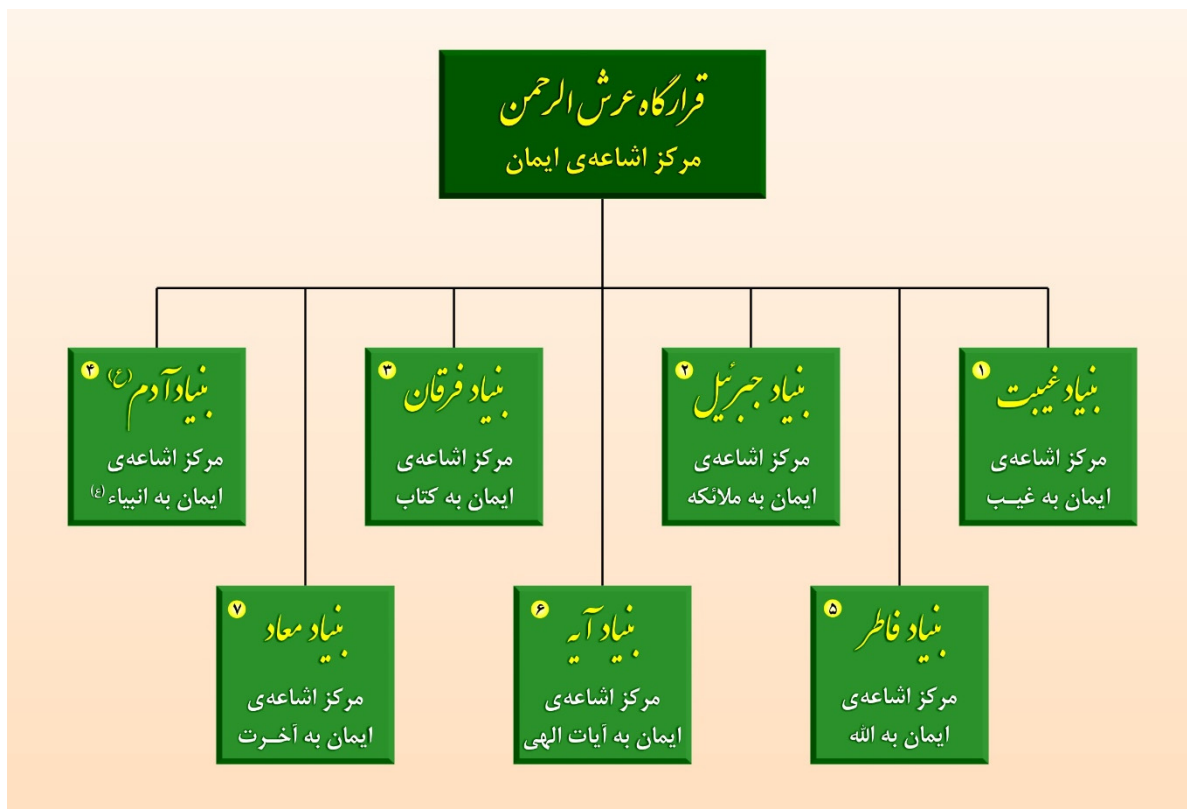 قرارگاه عرش الرحمن
مرکز اشاعه‌ی ایمان
۱
بنیاد غیبت
مرکز اشاعه‌ی
ایمان به غیــب
۲
بنیاد جبرئیل
مرکز اشاعه‌ی
ایمان به ملائکه
۳
بنیاد فرقان
مرکز اشاعه‌ی
ایمان به کتاب
۴
بنیاد آدم (ع)
مرکز اشاعه‌ی
ایمان به انبیاء (ع)
۵
بنیاد فاطر
مرکز اشاعه‌ی
ایمان به الله
۶
بنیاد آیه
مرکز اشاعه‌ی
ایمان به آیات الهی
۷
بنیاد معاد
مرکز اشاعه‌ی
ایمان به آخــرت